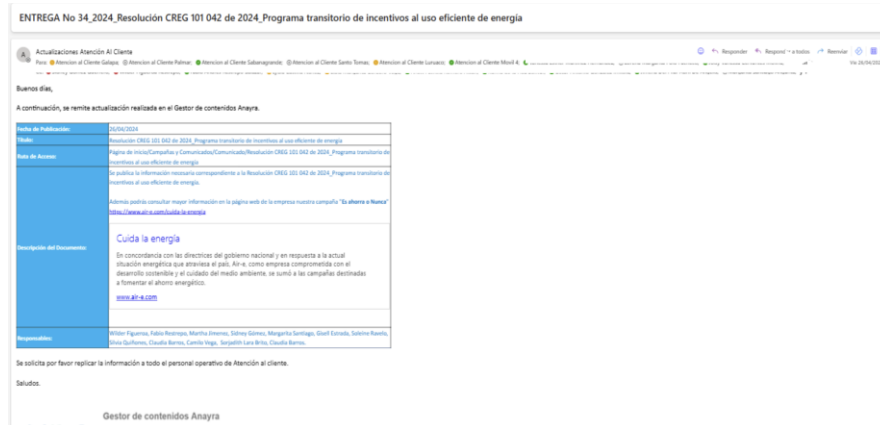 ENTREGA No 34_2024_Resolución CREG 101 042 de 2024_Programa transitorio de incentivos al uso eficiente de energía
Actualizaciones Atención Al Cliente
Responder Responder a todos Reenviar
Para: Atencion al Cliente Galapa; Atencion al Cliente Palmar; Atencion al Cliente Sabanagrande; Atencion al Cliente Santo Tomas; Atencion al Cliente Luruaco; Atencion al Cliente Movil 4;
Vie 26/04/202
Buenos días,
A continuación, se remite actualización realizada en el Gestor de contenidos Anayra.
Fecha de Publicación: 26/04/2024
Título: Resolución CREG 101 042 de 2024_Programa transitorio de incentivos al uso eficiente de energía
Ruta de Acceso: Página de inicio/Campañas y Comunicados/Comunicado/Resolución CREG 101 042 de 2024_Programa transitorio de
incentivos al uso eficiente de energía
Se publica la información necesaria correspondiente a la Resolución CREG 101 042 de 2024_Programa transitorio de
incentivos al uso eficiente de energía.
Además podrás consultar mayor información en la página web de la empresa nuestra campaña "Es ahorro o Nunca"
https://www.air-e.com/cuida-la-energia
Descripción del Documento:
Cuida la energía
En concordancia con las directrices del gobierno nacional y en respuesta a la actual
situación energética que atraviesa el país, Air-e, como empresa comprometida con el
desarrollo sostenible y el cuidado del medio ambiente, se sumó a las campañas destinadas
a fomentar el ahorro energético.
www.air-e.com
Responsables: Wilder Figueroa, Fabio Restrepo, Martha Jimenes, Sidney Gómez, Margarita Santiago, Gisell Estrada, Soleine Ravelo,
Silvia Quiñones, Claudia Barros, Camilo Vega, Sorjadith Lara Brito, Claudia Barros.
Se solicita por favor replicar la información a todo el personal operativo de Atención al cliente.
Saludos.
Gestor de contenidos Anayra